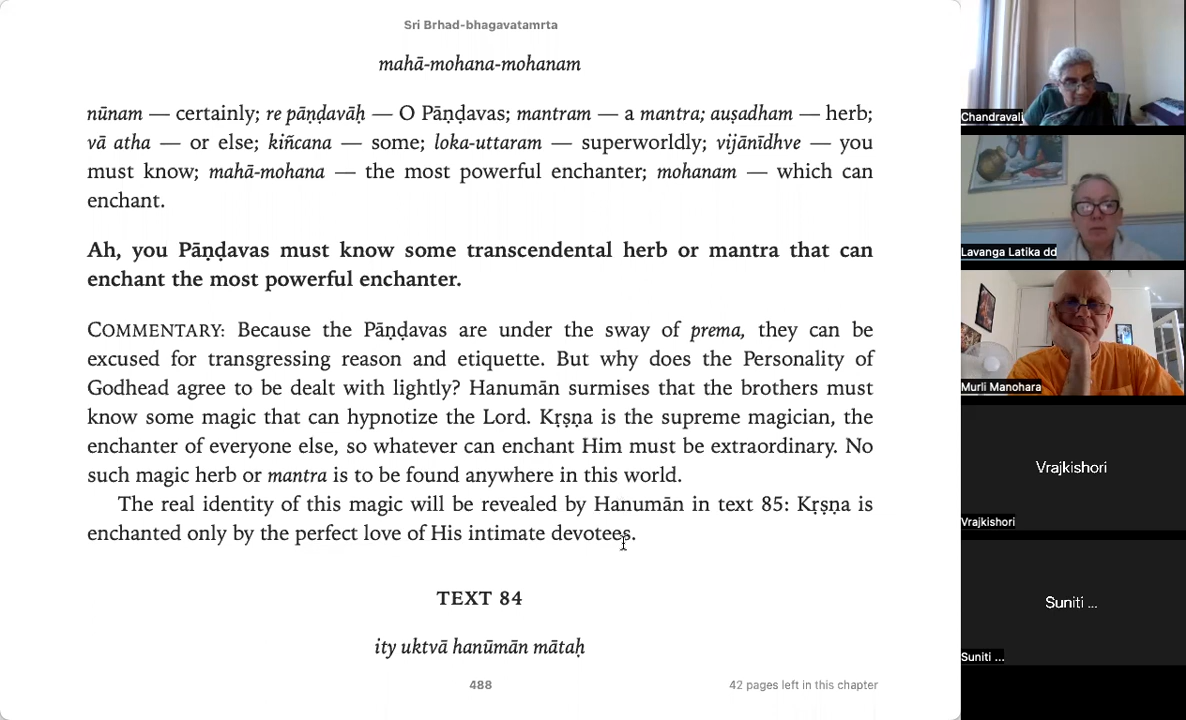 Sri Brhad-bhagavatamrta
mahā-mohana-mohanam
nūnam — certainly; re pāṇḍavāḥ — O Pāṇḍavas; mantram — a mantra; auṣadham — herb;
vā atha — or else; kiñcana — some; loka-uttaram — superworldly; vijānīdhve — you
must know; mahā-mohana — the most powerful enchanter; mohanam — which can
enchant.
Ah, you Pāṇḍavas must know some transcendental herb or mantra that can
enchant the most powerful enchanter.
COMMENTARY: Because the Pāṇḍavas are under the sway of prema, they can be
excused for transgressing reason and etiquette. But why does the Personality of
Godhead agree to be dealt with lightly? Hanumān surmises that the brothers must
know some magic that can hypnotize the Lord. Kṛṣṇa is the supreme magician, the
enchanter of everyone else, so whatever can enchant Him must be extraordinary. No
such magic herb or mantra is to be found anywhere in this world.
The real identity of this magic will be revealed by Hanumān in text 85: Kṛṣṇa is
enchanted only by the perfect love of His intimate devotees.
TEXT 84
ity uktvā hanūmān mātaḥ
488
42 pages left in this chapter
Chandravali
Lavanga Latika dd
Murli Manohara
Vrajkishori
Vrajkishori
Suniti ...
Suniti ...